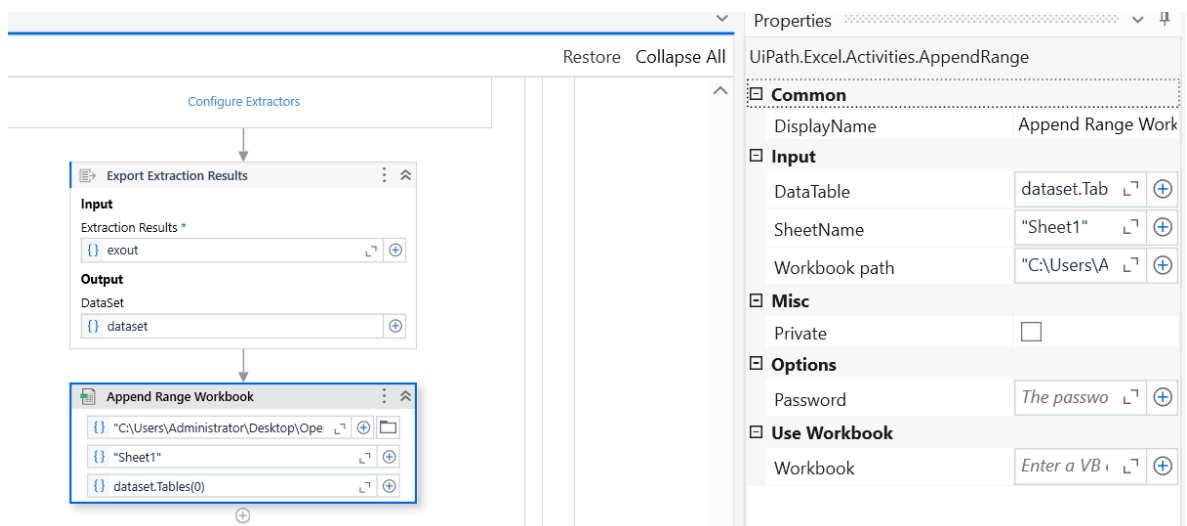 Restore Collapse All
Configure Extractors
Export Extraction Results
Input
Extraction Results *
{} exout
Output
DataSet
{} dataset
Append Range Workbook
{} "C:\Users\Administrator\Desktop\Ope
{} "Sheet1"
{} dataset.Tables(0)
Properties
UiPath.Excel.Activities.AppendRange
Common
DisplayName Append Range Work
Input
DataTable dataset.Tab
SheetName "Sheet1"
Workbook path "C:\Users\A
Misc
Private
Options
Password The passwo
Use Workbook
Workbook Enter a VB